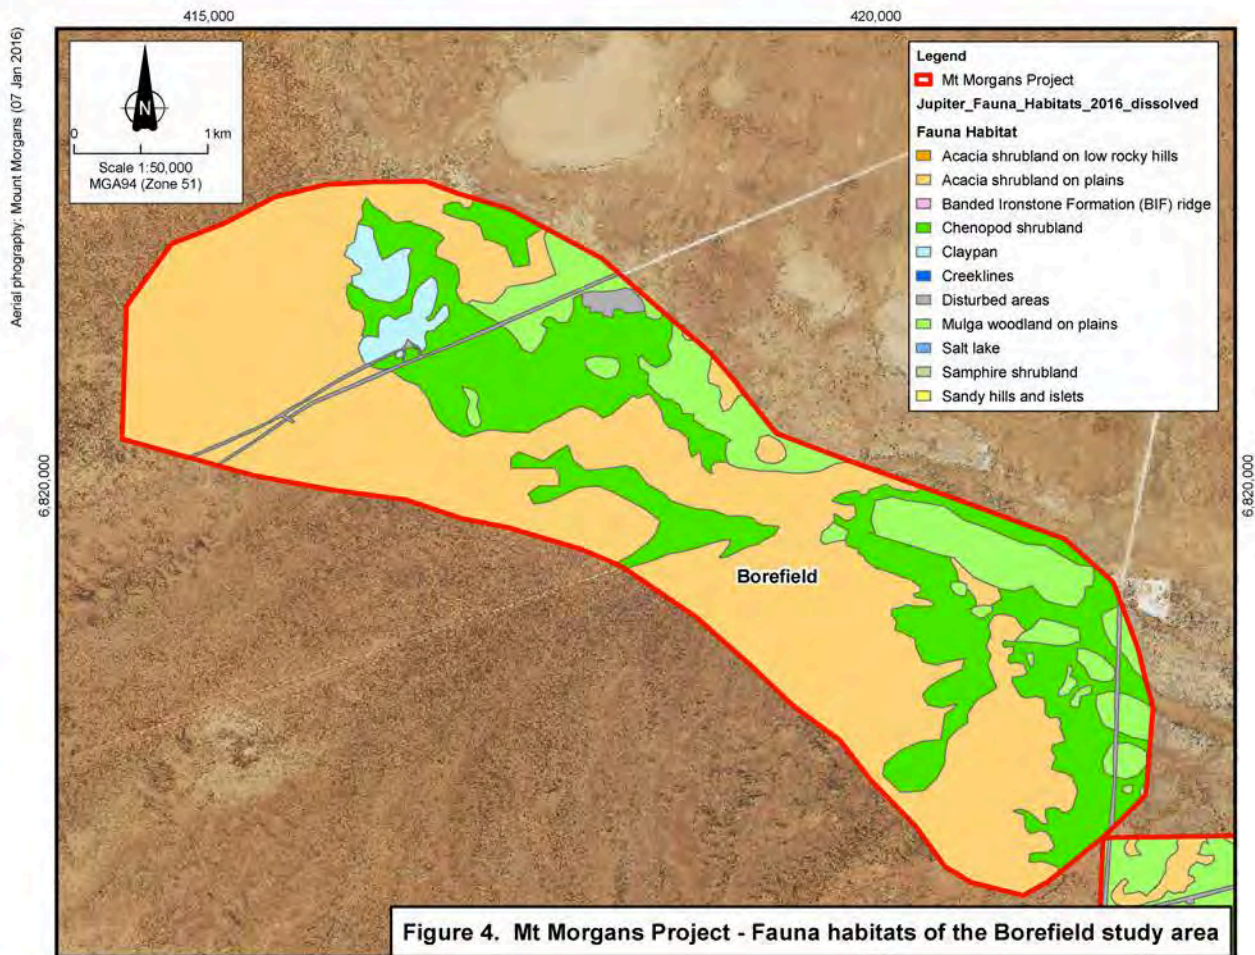 415,000
420,000
Aerial phography: Mount Morgans (07 Jan 2016)
N
0
1 km
Scale 1:50,000
MGA94 (Zone 51)
Legend
Mt Morgans Project
Jupiter_Fauna_Habitats_2016_dissolved
Fauna Habitat
Acacia shrubland on low rocky hills
Acacia shrubland on plains
Banded Ironstone Formation (BIF) ridge
Chenopod shrubland
Claypan
Creeklines
Disturbed areas
Mulga woodland on plains
Salt lake
Samphire shrubland
Sandy hills and islets
6,820,000
6,820,000
Borefield
Figure 4. Mt Morgans Project - Fauna habitats of the Borefield study area